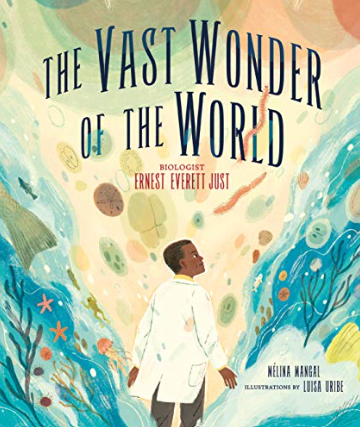 THE VAST WONDER
OF THE WORLD
BIOLOGIST
ERNEST EVERETT JUST
MÉLINA MANGAL
ILLUSTRATIONS BY LUISA URIBE